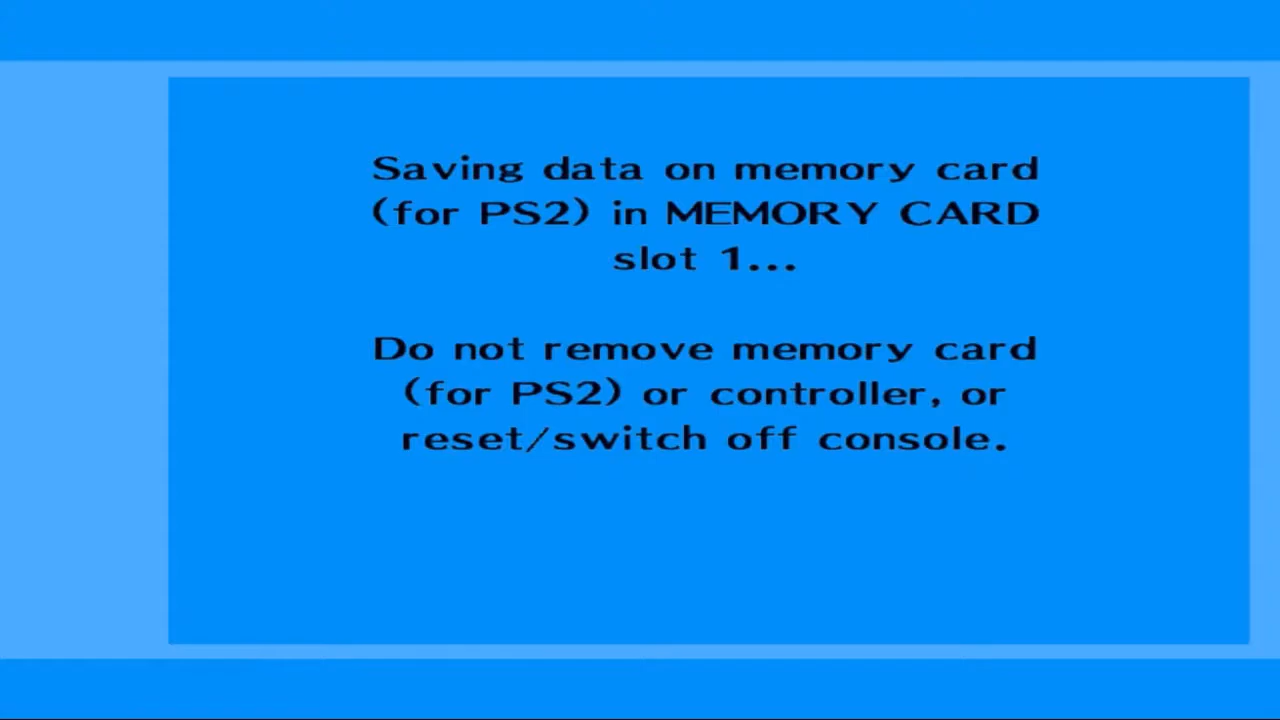 Saving data on memory card
(for PS2) in MEMORY CARD
slot 1...
Do not remove memory card
(for PS2) or controller, or
reset/switch off console.